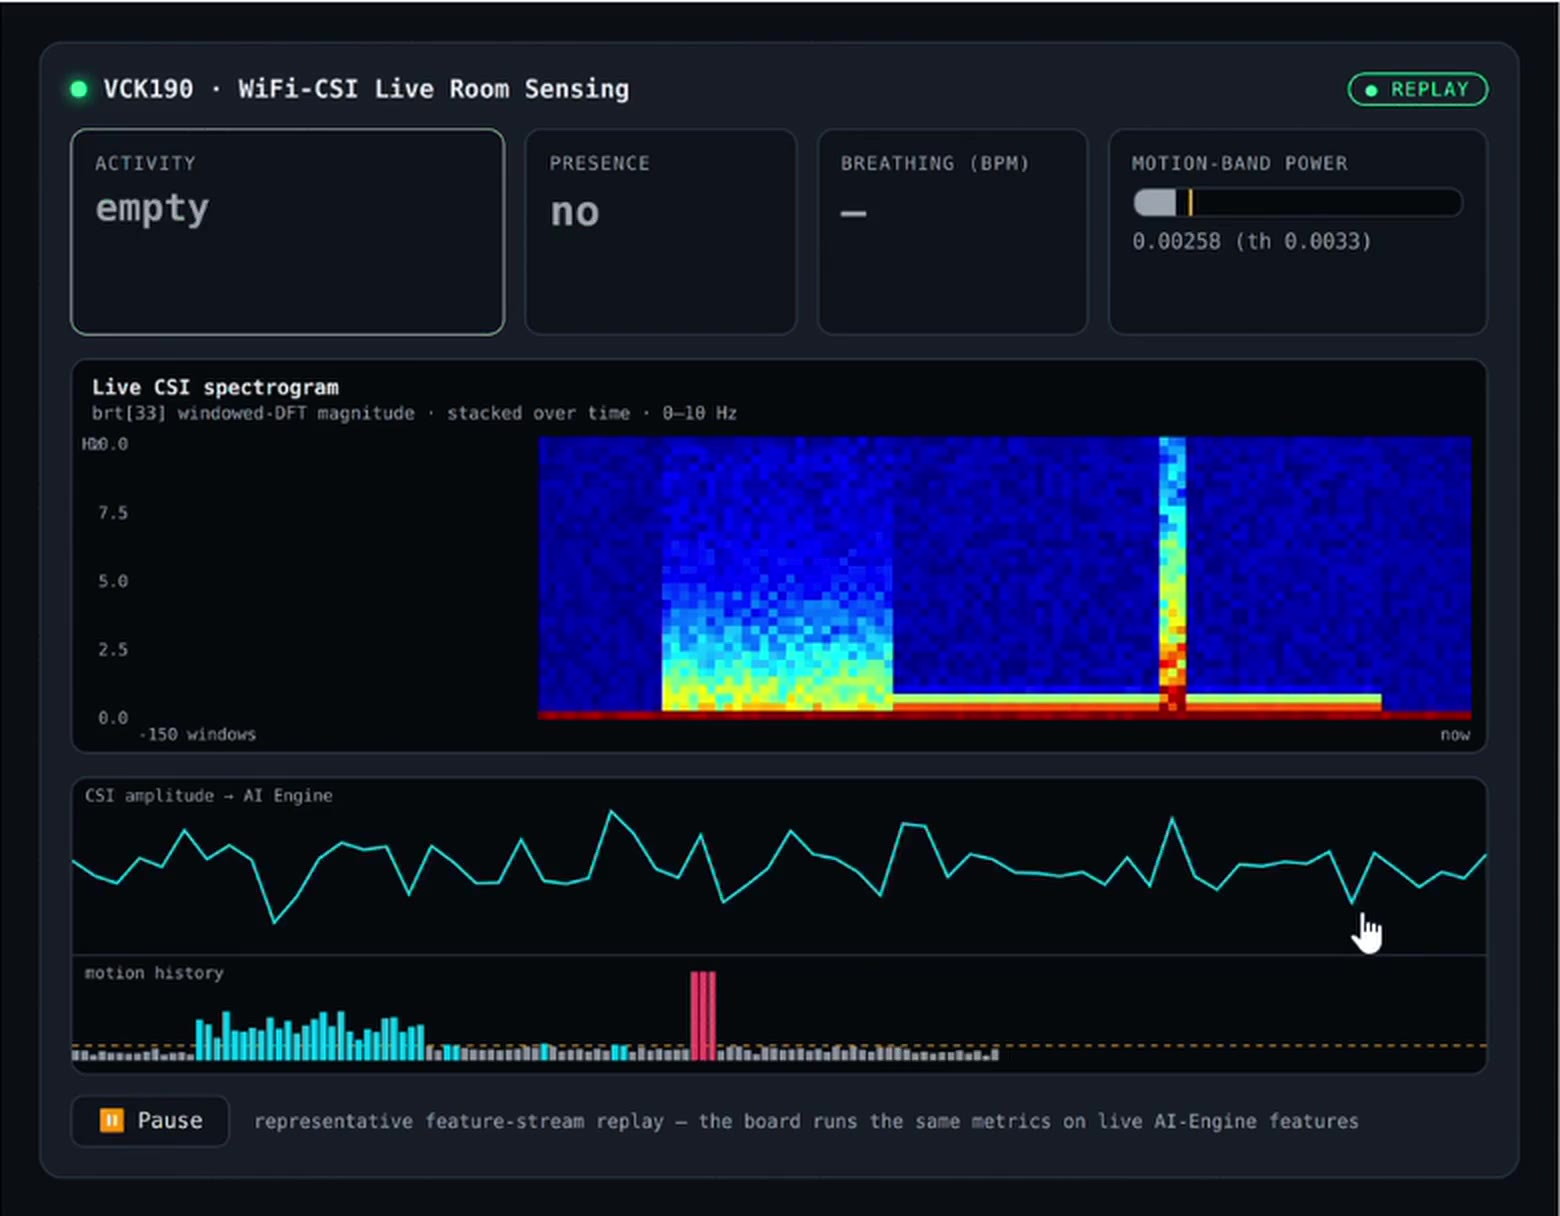 VCK190 · WiFi-CSI Live Room Sensing
● REPLAY
ACTIVITY
empty
PRESENCE
no
BREATHING (BPM)
—
MOTION-BAND POWER
0.00258 (th 0.0033)
Live CSI spectrogram
brt[33] windowed-DFT magnitude · stacked over time · 0–10 Hz
Hz
10.0
7.5
5.0
2.5
0.0
-150 windows
now
CSI amplitude → AI Engine
motion history
Pause
representative feature-stream replay — the board runs the same metrics on live AI-Engine features